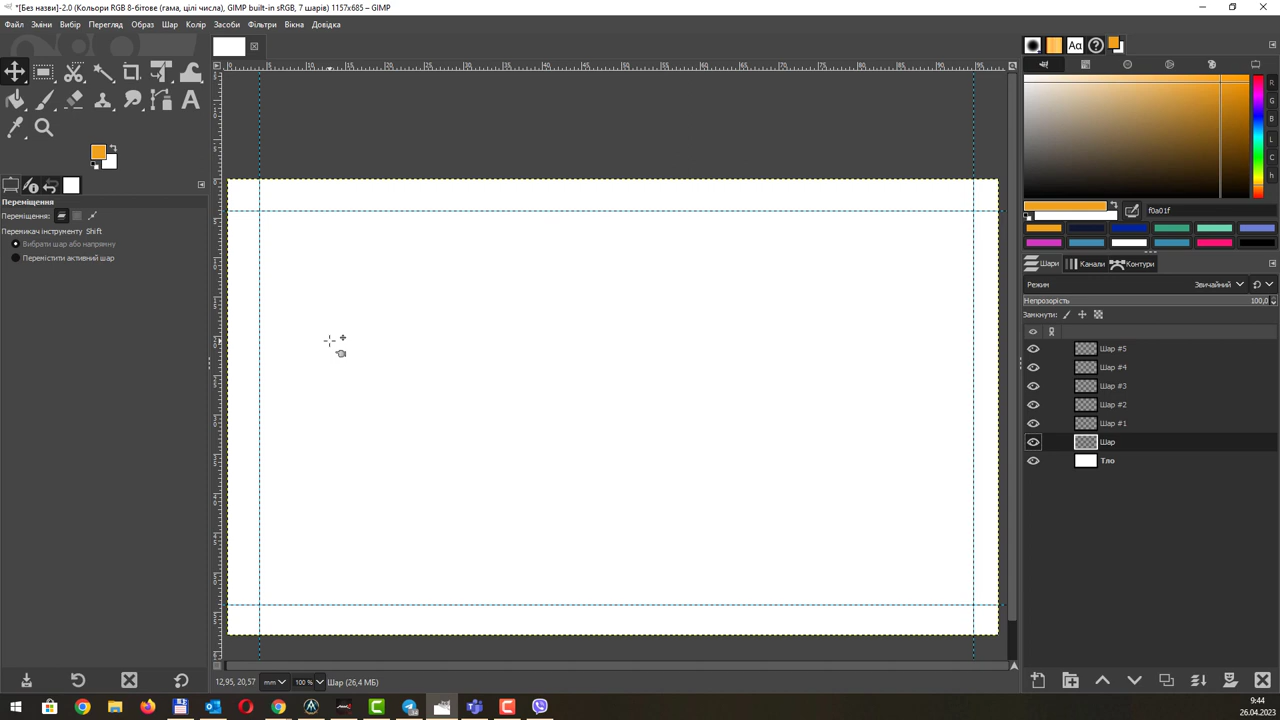 *[Без назви]-2.0 (Кольори RGB 8-бітове (гама, цілі числа), GIMP built-in sRGB, 7 шарів) 1157x685 – GIMP
Файл Зміни Вибір Перегляд Образ Шар Колір Засоби Фільтри Вікна Довідка
Переміщення
Переміщення:
Перемикач інструменту Shift
Вибрати шар або напрямну
Перемістити активний шар
f0a01f
R
G
B
L
C
h
Шари Канали Контури
Режим Звичайний
Непрозорість 100,0
Замкнути:
Шар #5
Шар #4
Шар #3
Шар #2
Шар #1
Шар
Тло
12,95, 20,57 mm 100 % Шар (26,4 МБ)
9:44
26.04.2023